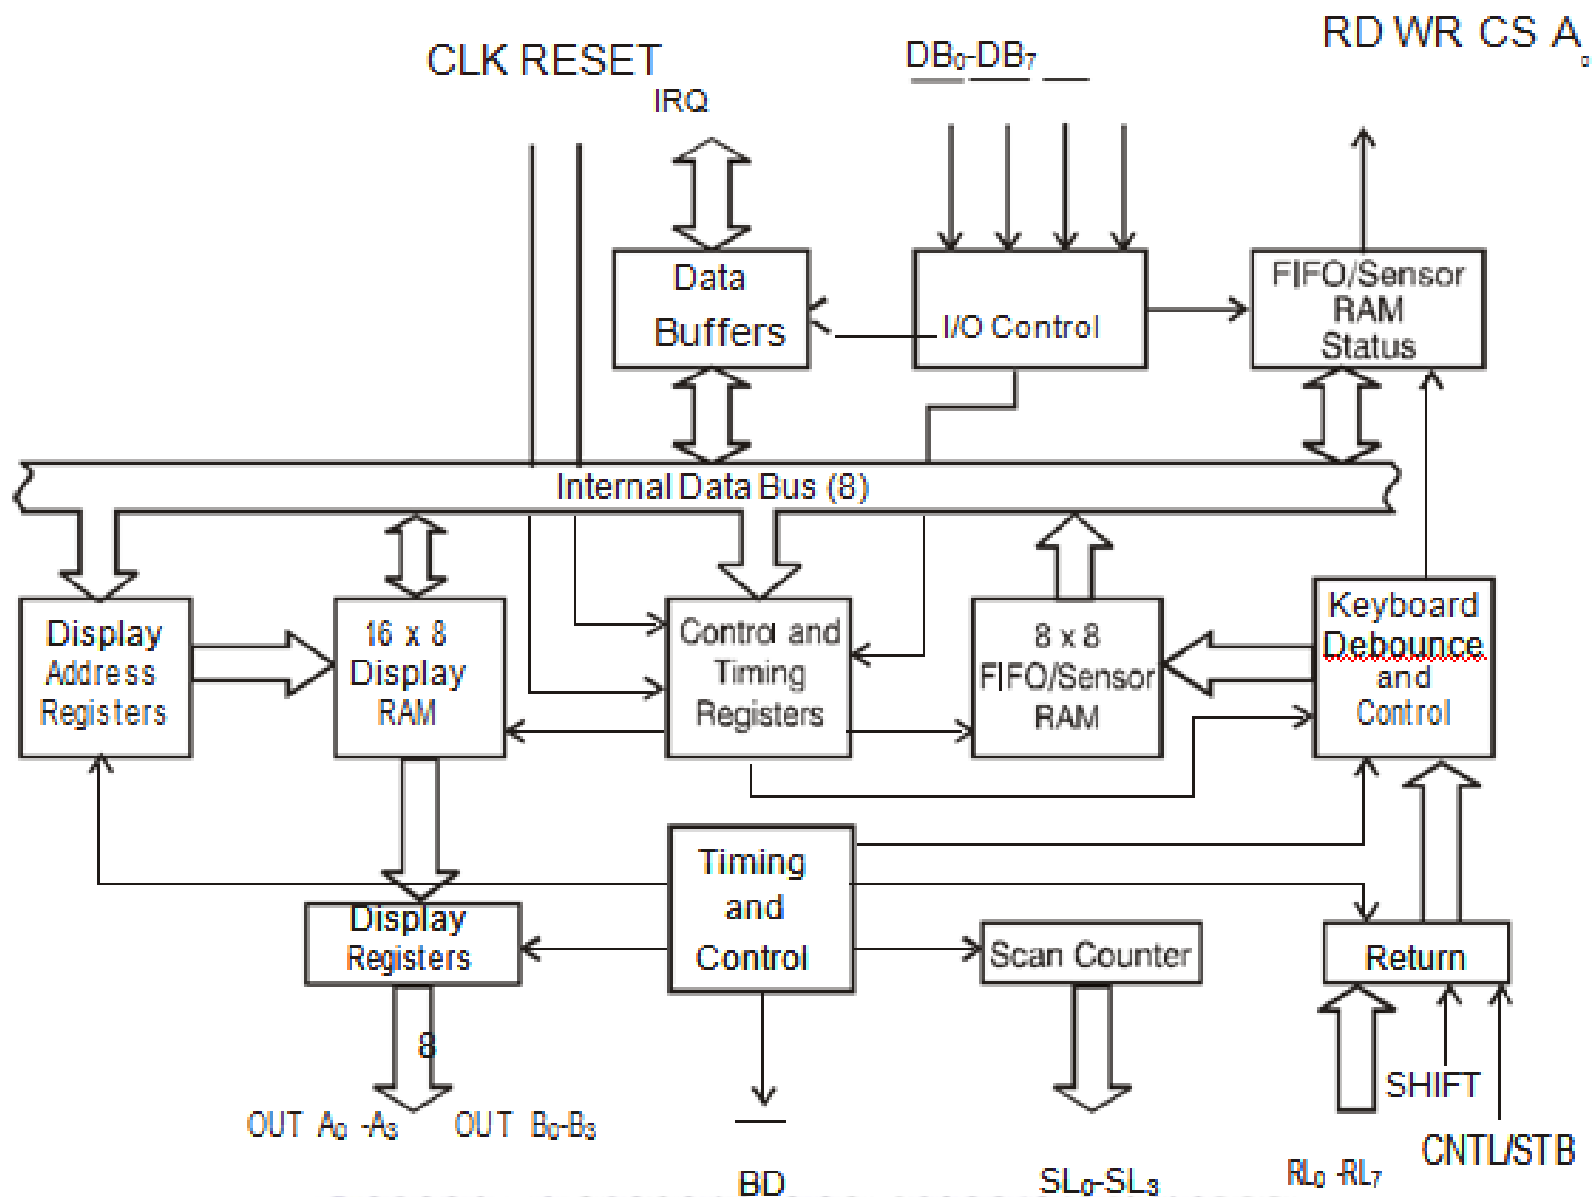 CLK RESET
IRQ
DB₀-DB₇
RD WR CS A₀
Data
Buffers
I/O Control
FIFO/Sensor
RAM
Status
Internal Data Bus (8)
Display
Address
Registers
16 x 8
Display
RAM
Control and
Timing
Registers
8 x 8
FIFO/Sensor
RAM
Keyboard
Debounce
and
Control
Timing
and
Control
Display
Registers
Scan Counter
Return
8
SHIFT
OUT A₀ -A₃ OUT B₀-B₃
CNTL/STB
BD
SL₀-SL₃
RL₀ -RL₇